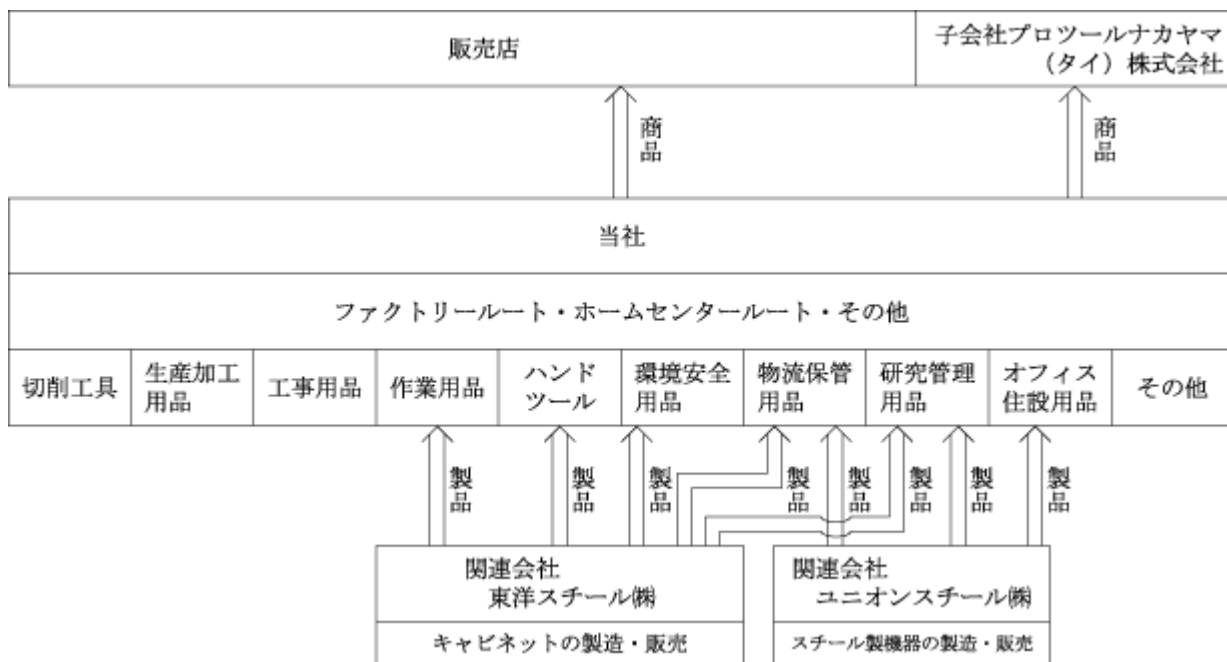 販売店
子会社プロツールナカヤマ
（タイ）株式会社
商品
商品
当社
ファクトリールート・ホームセンタールート・その他
切削工具
生産加工
用品
工事用品
作業用品
ハンド
ツール
環境安全
用品
物流保管
用品
研究管理
用品
オフィス
住設用品
その他
製品
製品
製品
製品
製品
製品
製品
製品
関連会社
東洋スチール㈱
キャビネットの製造・販売
関連会社
ユニオンスチール㈱
スチール製機器の製造・販売